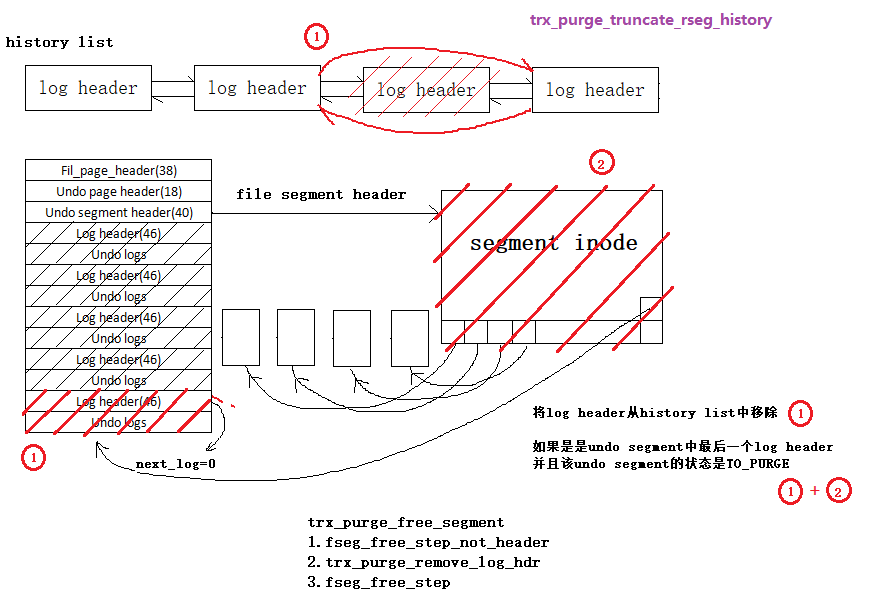 trx_purge_truncate_rseg_history
history list
1
log header
log header
log header
log header
2
Fil_page_header(38)
Undo page header(18)
Undo segment header(40)
Log header(46)
Undo logs
Log header(46)
Undo logs
Log header(46)
Undo logs
Log header(46)
Undo logs
Log header(46)
Undo logs
file segment header
segment inode
1
next_log=0
将log header从history list中移除 1
如果是是undo segment中最后一个log header
并且该undo segment的状态是TO_PURGE
1 + 2
trx_purge_free_segment
1.fseg_free_step_not_header
2.trx_purge_remove_log_hdr
3.fseg_free_step